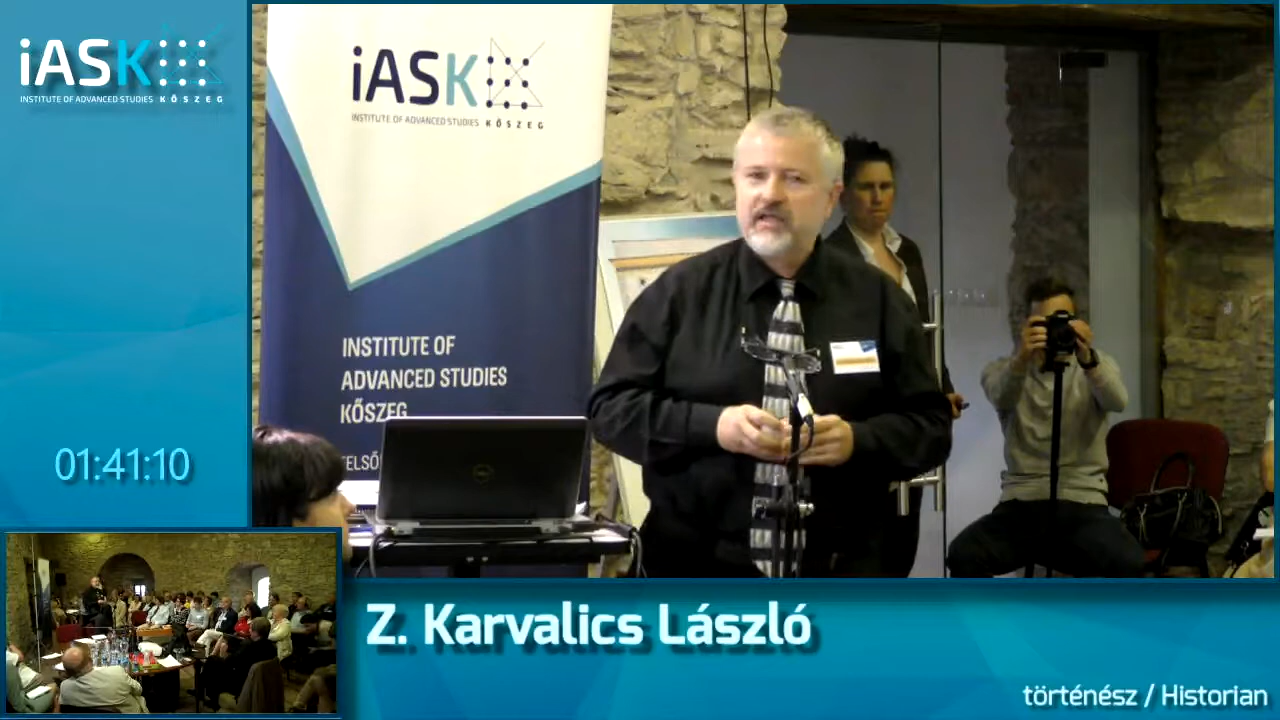 iASK
INSTITUTE OF ADVANCED STUDIES KŐSZEG
iASK
INSTITUTE OF ADVANCED STUDIES KŐSZEG
INSTITUTE OF
ADVANCED STUDIES
KŐSZEG
01:41:10
Z. Karvalics László
történész / Historian